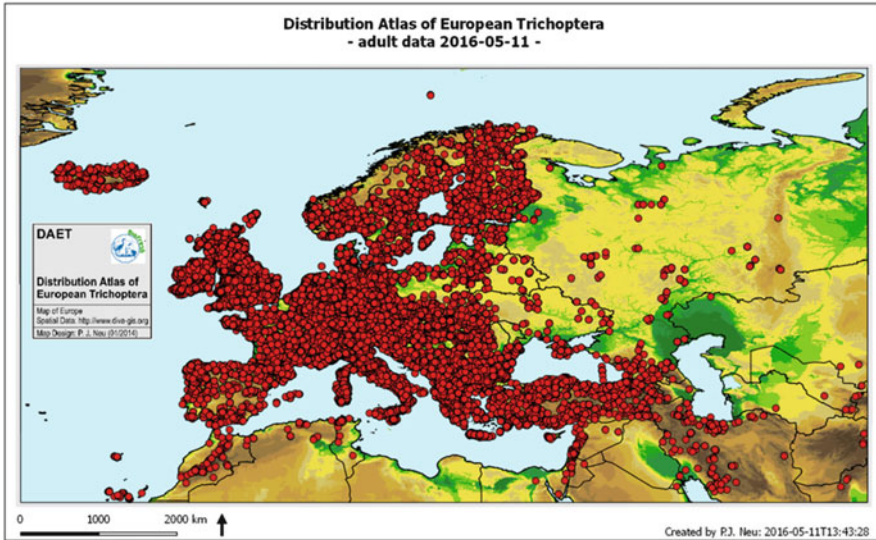 Distribution Atlas of European Trichoptera
- adult data 2016-05-11 -
DAET
Distribution Atlas of
European Trichoptera
Map of Europe
Spatial Data: http://www.diva-gis.org
Map Design: P. J. Neu (01/2014)
0 1000 2000 km
Created by P.J. Neu: 2016-05-11T13:43:28